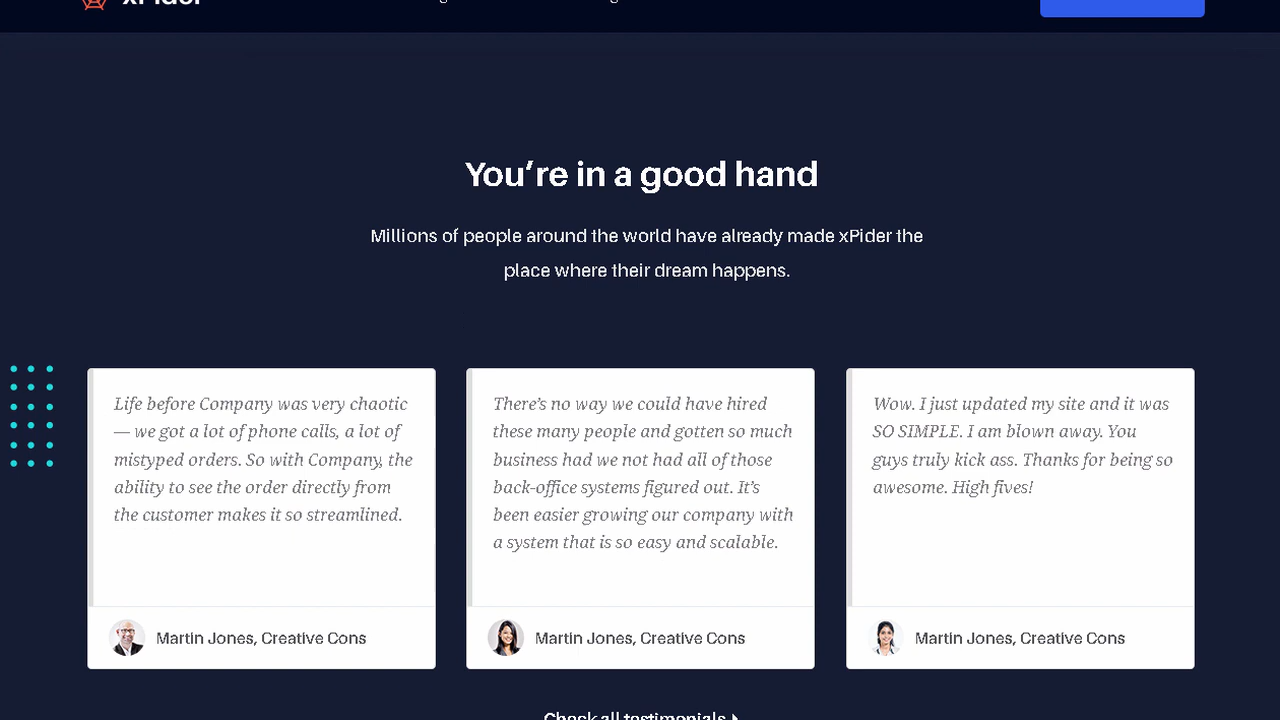 xPider
You’re in a good hand
Millions of people around the world have already made xPider the
place where their dream happens.
Life before Company was very chaotic
— we got a lot of phone calls, a lot of
mistyped orders. So with Company, the
ability to see the order directly from
the customer makes it so streamlined.
Martin Jones, Creative Cons
There’s no way we could have hired
these many people and gotten so much
business had we not had all of those
back-office systems figured out. It’s
been easier growing our company with
a system that is so easy and scalable.
Martin Jones, Creative Cons
Wow. I just updated my site and it was
SO SIMPLE. I am blown away. You
guys truly kick ass. Thanks for being so
awesome. High fives!
Martin Jones, Creative Cons
Check all testimonials